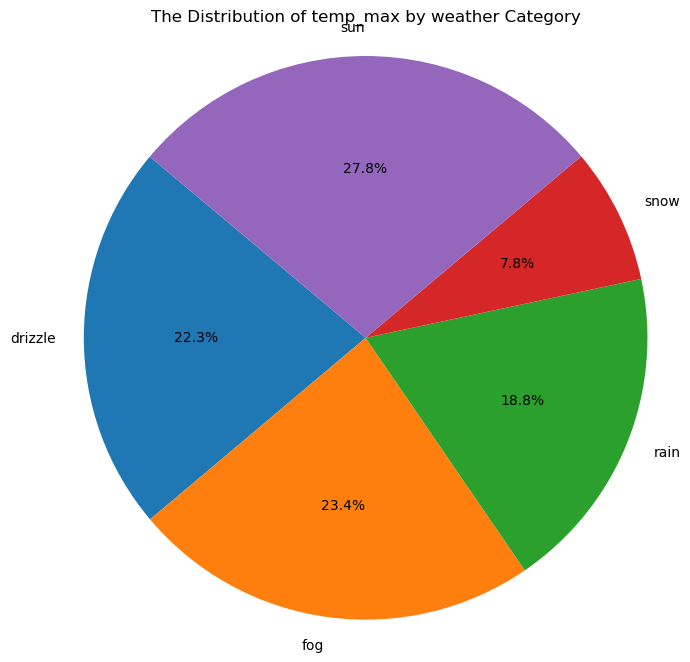 The Distribution of temp_max by weather Category
sun
27.8%
snow
7.8%
drizzle
22.3%
18.8%
rain
23.4%
fog